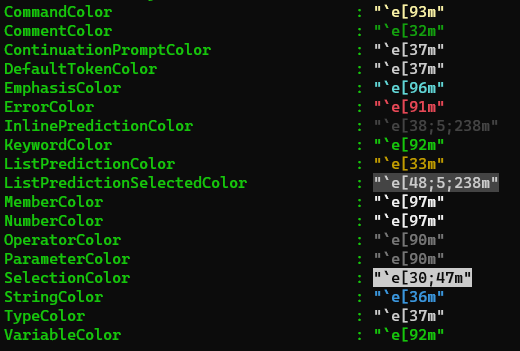 CommandColor : "`e[93m"
CommentColor : "`e[32m"
ContinuationPromptColor : "`e[37m"
DefaultTokenColor : "`e[37m"
EmphasisColor : "`e[96m"
ErrorColor : "`e[91m"
InlinePredictionColor : "`e[38;5;238m"
KeywordColor : "`e[92m"
ListPredictionColor : "`e[33m"
ListPredictionSelectedColor : "`e[48;5;238m"
MemberColor : "`e[97m"
NumberColor : "`e[97m"
OperatorColor : "`e[90m"
ParameterColor : "`e[90m"
SelectionColor : "`e[30;47m"
StringColor : "`e[36m"
TypeColor : "`e[37m"
VariableColor : "`e[92m"